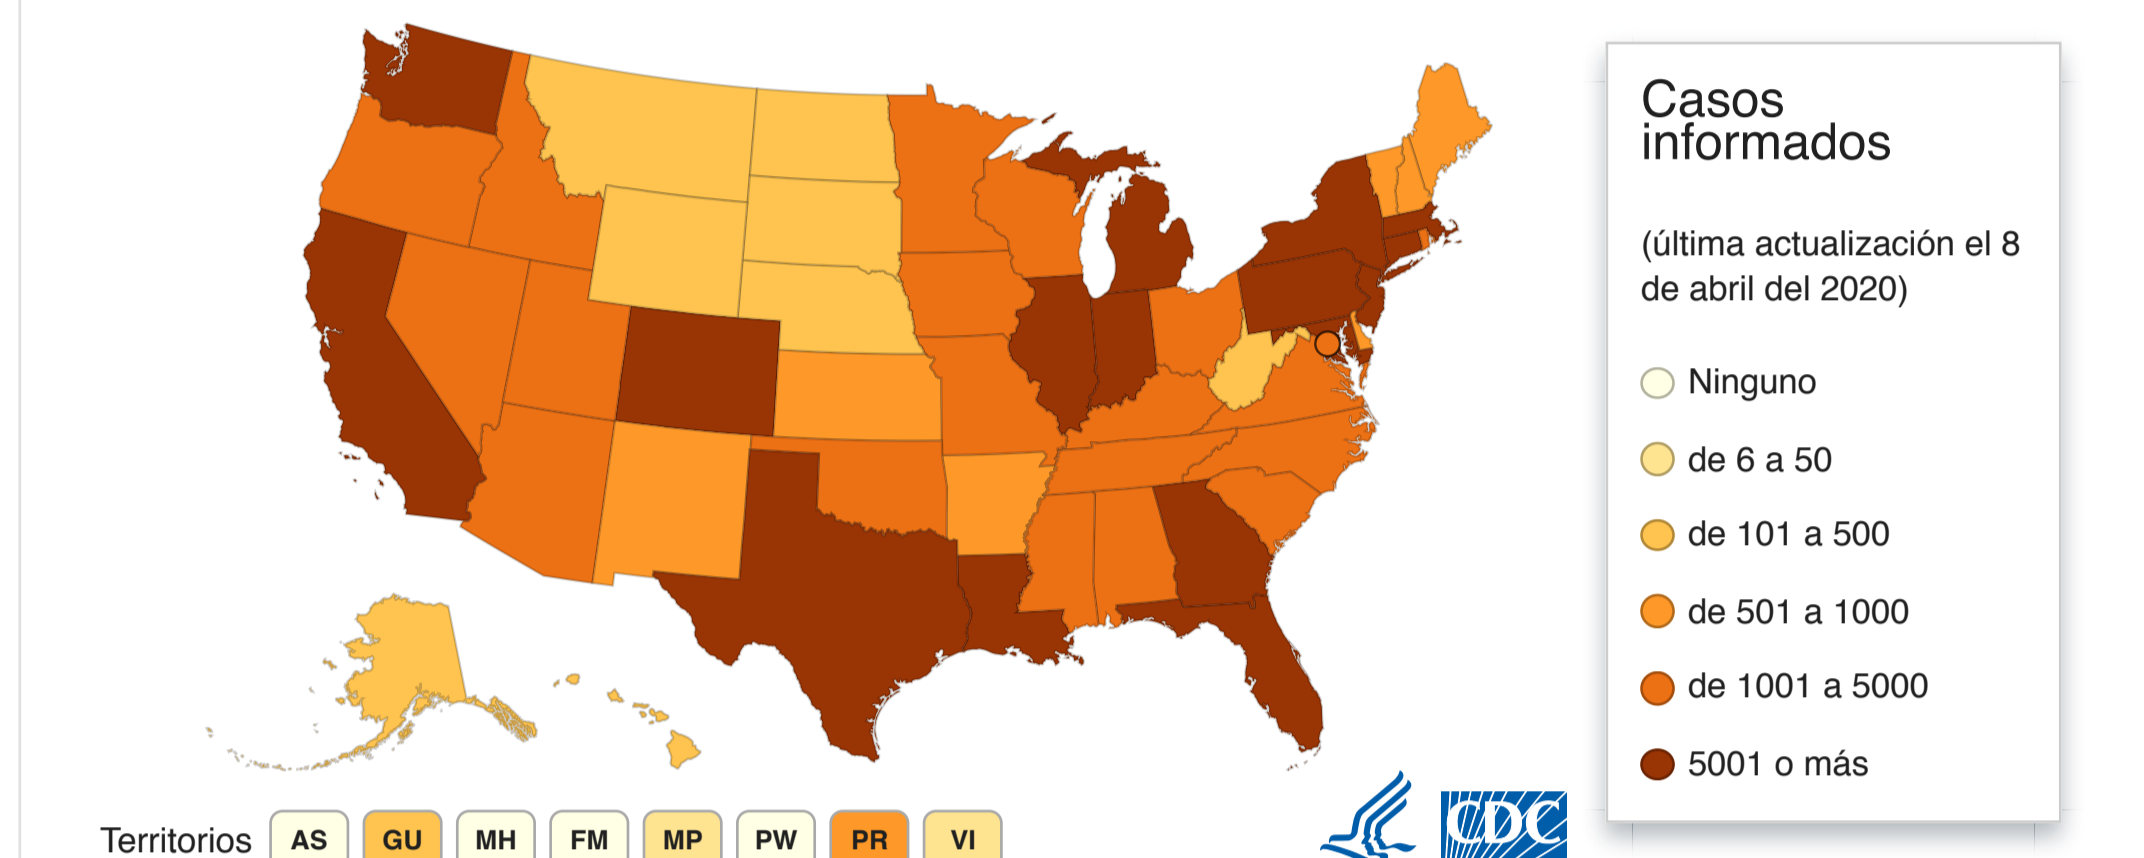 Casos
informados
(última actualización el 8
de abril del 2020)
Ninguno
de 6 a 50
de 101 a 500
de 501 a 1000
de 1001 a 5000
5001 o más
Territorios AS GU MH FM MP PW PR VI
CDC